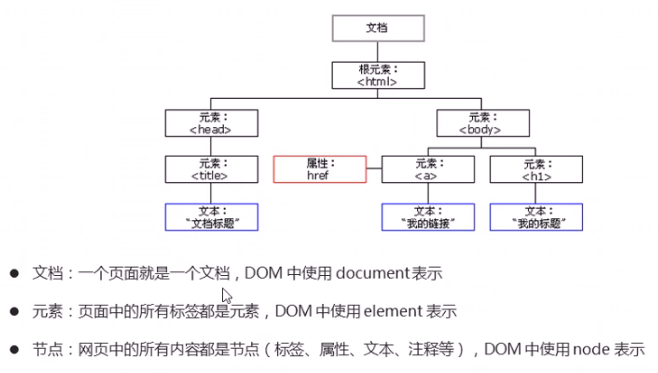 文档
根元素：
<html>
元素：
<head>
元素：
<body>
元素：
<title>
属性：
href
元素：
<a>
元素：
<h1>
文本：
“文档标题”
文本：
“我的链接”
文本：
“我的标题”
● 文档：一个页面就是一个文档，DOM 中使用 document 表示
● 元素：页面中的所有标签都是元素，DOM 中使用 element 表示
● 节点：网页中的所有内容都是节点（标签、属性、文本、注释等），DOM 中使用 node 表示